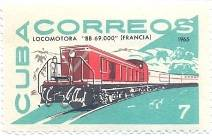 CUBA CORREOS
LOCOMOTORA "BB 69.000" (FRANCIA)
1965
7